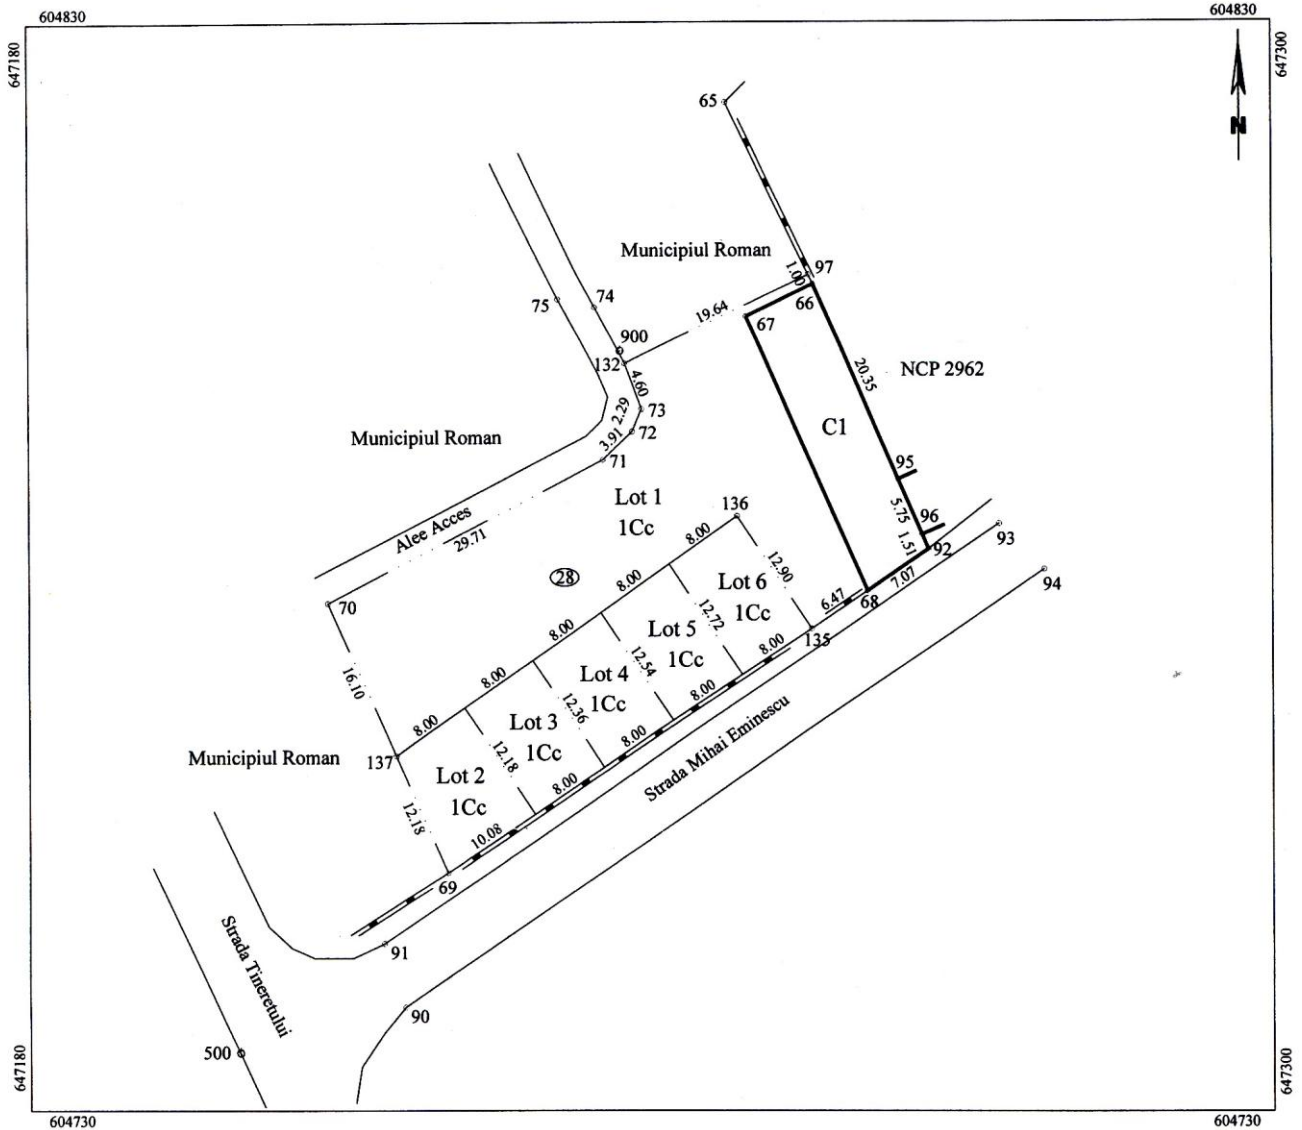 604830
604830
647180
647300
N
65
Municipiul Roman
97
1.00
66
74
75
19.64
67
900
132
4.60
20.35
NCP 2962
73
2.29
72
3.91
71
Municipiul Roman
C1
95
Lot 1
1Cc
136
5.75
96
1.51
92
93
Alee Acces
29.71
8.00
12.90
7.07
94
28
8.00
Lot 6
1Cc
6.47
68
70
12.72
135
8.00
Lot 5
1Cc
8.00
12.54
16.10
8.00
Lot 4
1Cc
8.00
12.36
8.00
Lot 3
1Cc
8.00
Strada Mihai Eminescu
Municipiul Roman
137
12.18
Lot 2
1Cc
8.00
12.18
10.08
69
91
Strada Tineretului
90
500
647180
647300
604730
604730